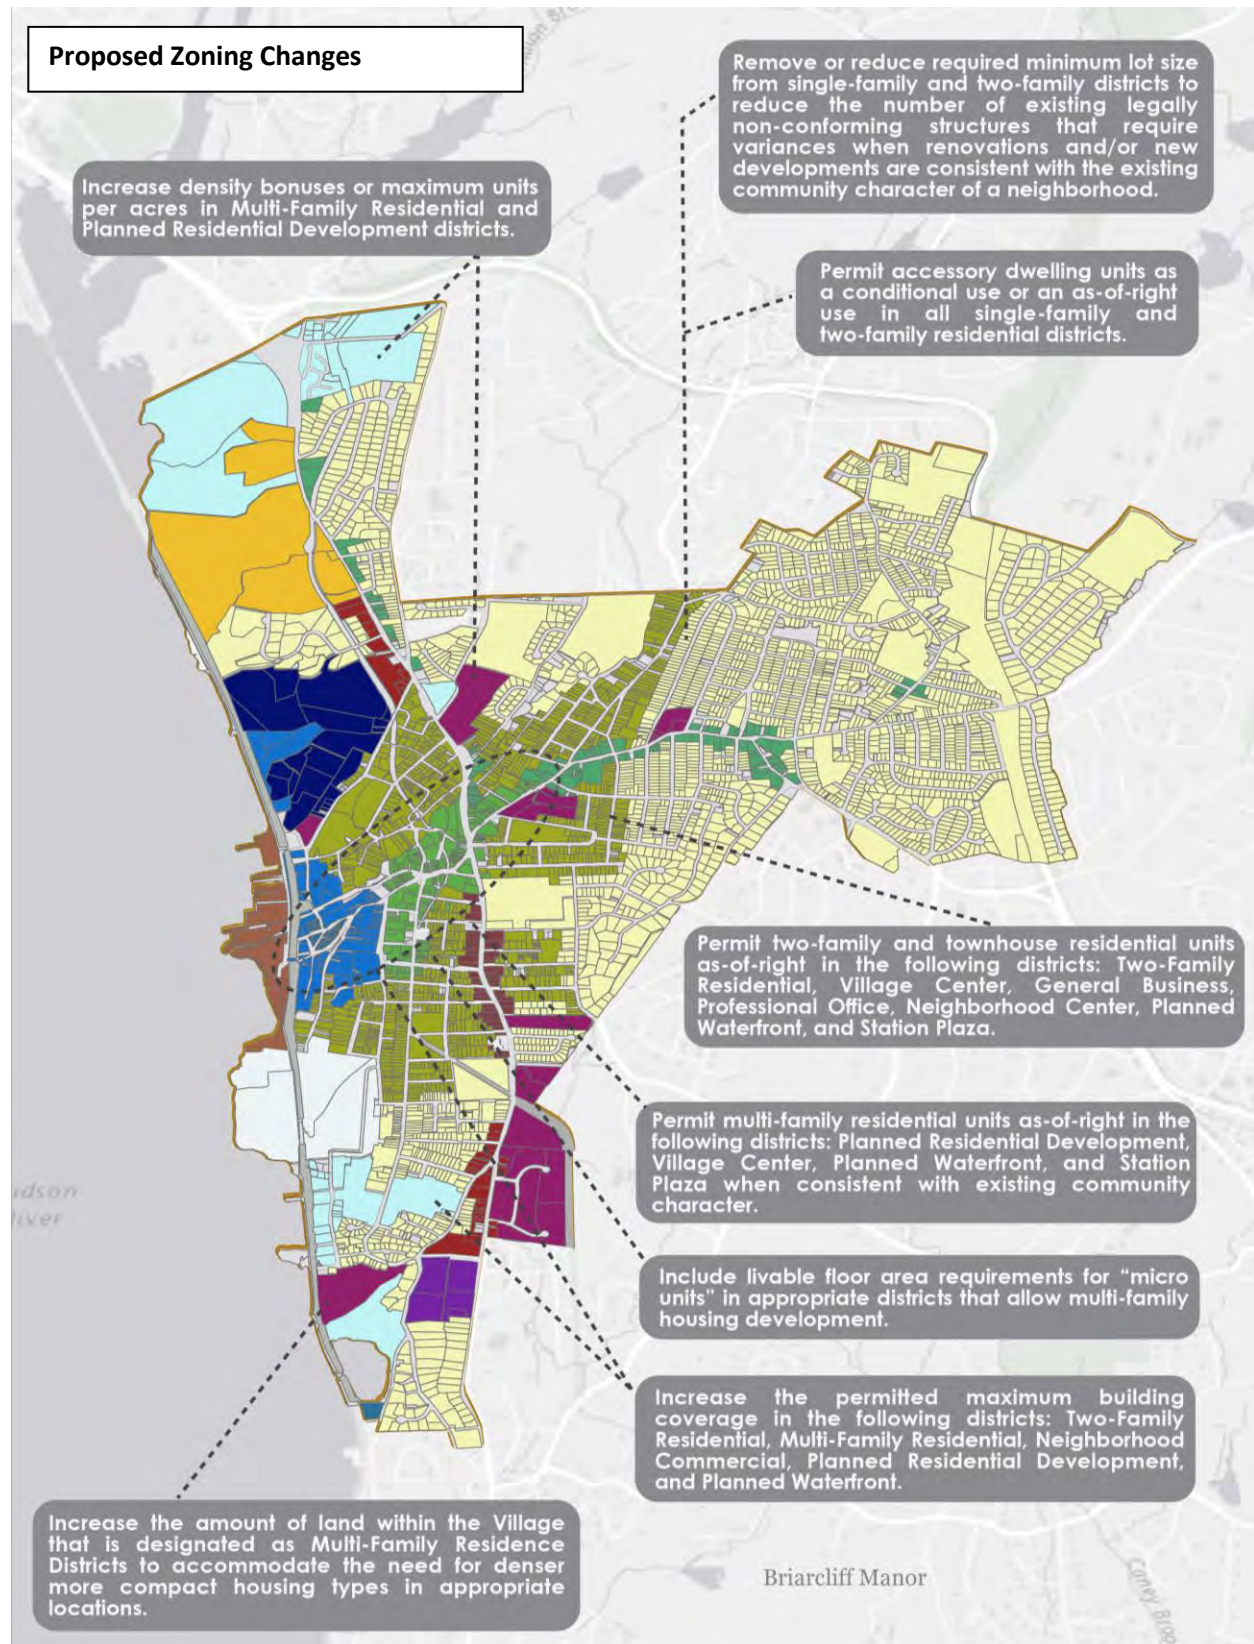 Proposed Zoning Changes
Remove or reduce required minimum lot size
from single-family and two-family districts to
reduce the number of existing legally
non-conforming structures that require
variances when renovations and/or new
developments are consistent with the existing
community character of a neighborhood.
Increase density bonuses or maximum units
per acres in Multi-Family Residential and
Planned Residential Development districts.
Permit accessory dwelling units as
a conditional use or an as-of-right
use in all single-family and
two-family residential districts.
Permit two-family and townhouse residential units
as-of-right in the following districts: Two-Family
Residential, Village Center, General Business,
Professional Office, Neighborhood Center, Planned
Waterfront, and Station Plaza.
Permit multi-family residential units as-of-right in the
following districts: Planned Residential Development,
Village Center, Planned Waterfront, and Station
Plaza when consistent with existing community
character.
Include livable floor area requirements for “micro
units” in appropriate districts that allow multi-family
housing development.
Increase the permitted maximum building
coverage in the following districts: Two-Family
Residential, Multi-Family Residential, Neighborhood
Commercial, Planned Residential Development,
and Planned Waterfront.
Increase the amount of land within the Village
that is designated as Multi-Family Residence
Districts to accommodate the need for denser
more compact housing types in appropriate
locations.
Briarcliff Manor
Caney Broo
udson
iver